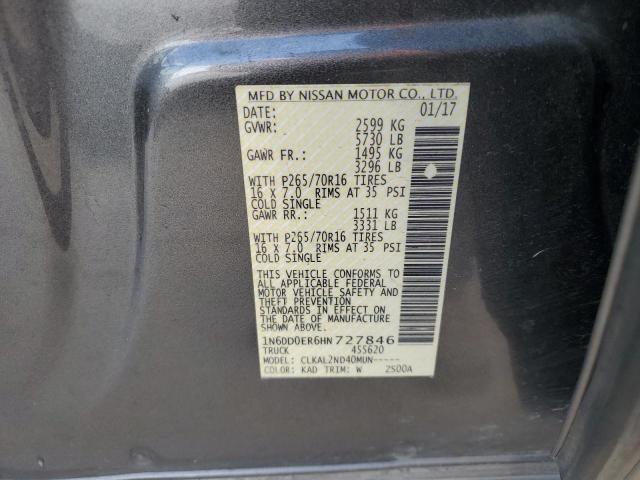 MFD BY NISSAN MOTOR CO., LTD.
DATE: 01/17
GVWR: 2599 KG
5730 LB
GAWR FR.: 1495 KG
3296 LB
WITH P265/70R16 TIRES
16 X 7.0 RIMS AT 35 PSI
COLD SINGLE
GAWR RR.: 1511 KG
3331 LB
WITH P265/70R16 TIRES
16 X 7.0 RIMS AT 35 PSI
COLD SINGLE
THIS VEHICLE CONFORMS TO
ALL APPLICABLE FEDERAL
MOTOR VEHICLE SAFETY AND
THEFT PREVENTION
STANDARDS IN EFFECT ON
THE DATE OF MANUFACTURE
SHOWN ABOVE.
1N6DD0ER6HN727846
TRUCK 455620
MODEL: CLKAL2ND40MUN-----
COLOR: KAD TRIM: W 2S00A